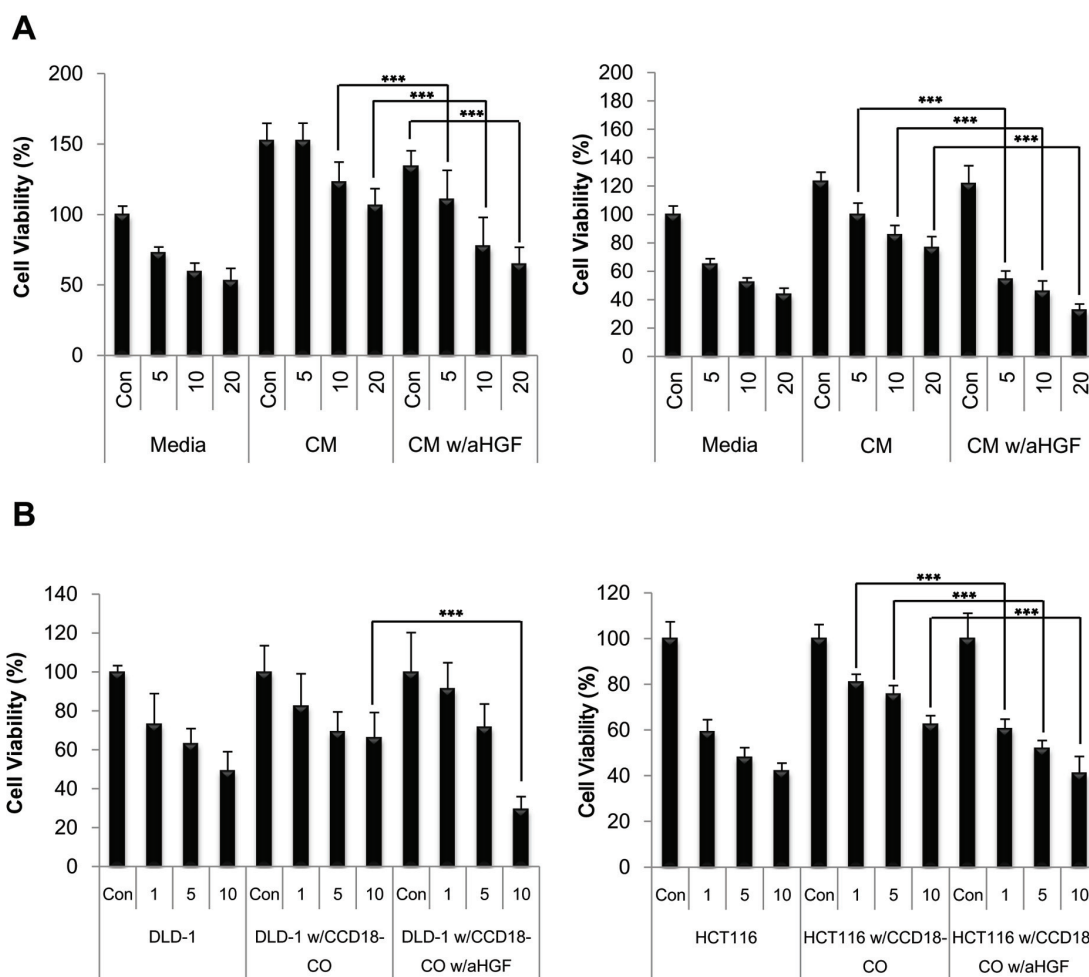 A
Cell Viability (%)
200
150
100
50
0
***
***
***
Con 5 10 20 Con 5 10 20 Con 5 10 20
Media CM CM w/aHGF
Cell Viability (%)
200
180
160
140
120
100
80
60
40
20
0
***
***
***
Con 5 10 20 Con 5 10 20 Con 5 10 20
Media CM CM w/aHGF
B
Cell Viability (%)
140
120
100
80
60
40
20
0
***
Con 1 5 10 Con 1 5 10 Con 1 5 10
DLD-1 DLD-1 w/CCD18- DLD-1 w/CCD18-
CO CO w/aHGF
Cell Viability (%)
120
100
80
60
40
20
0
***
***
***
Con 1 5 10 Con 1 5 10 Con 1 5 10
HCT116 HCT116 w/CCD18- HCT116 w/CCD18
CO CO w/aHGF